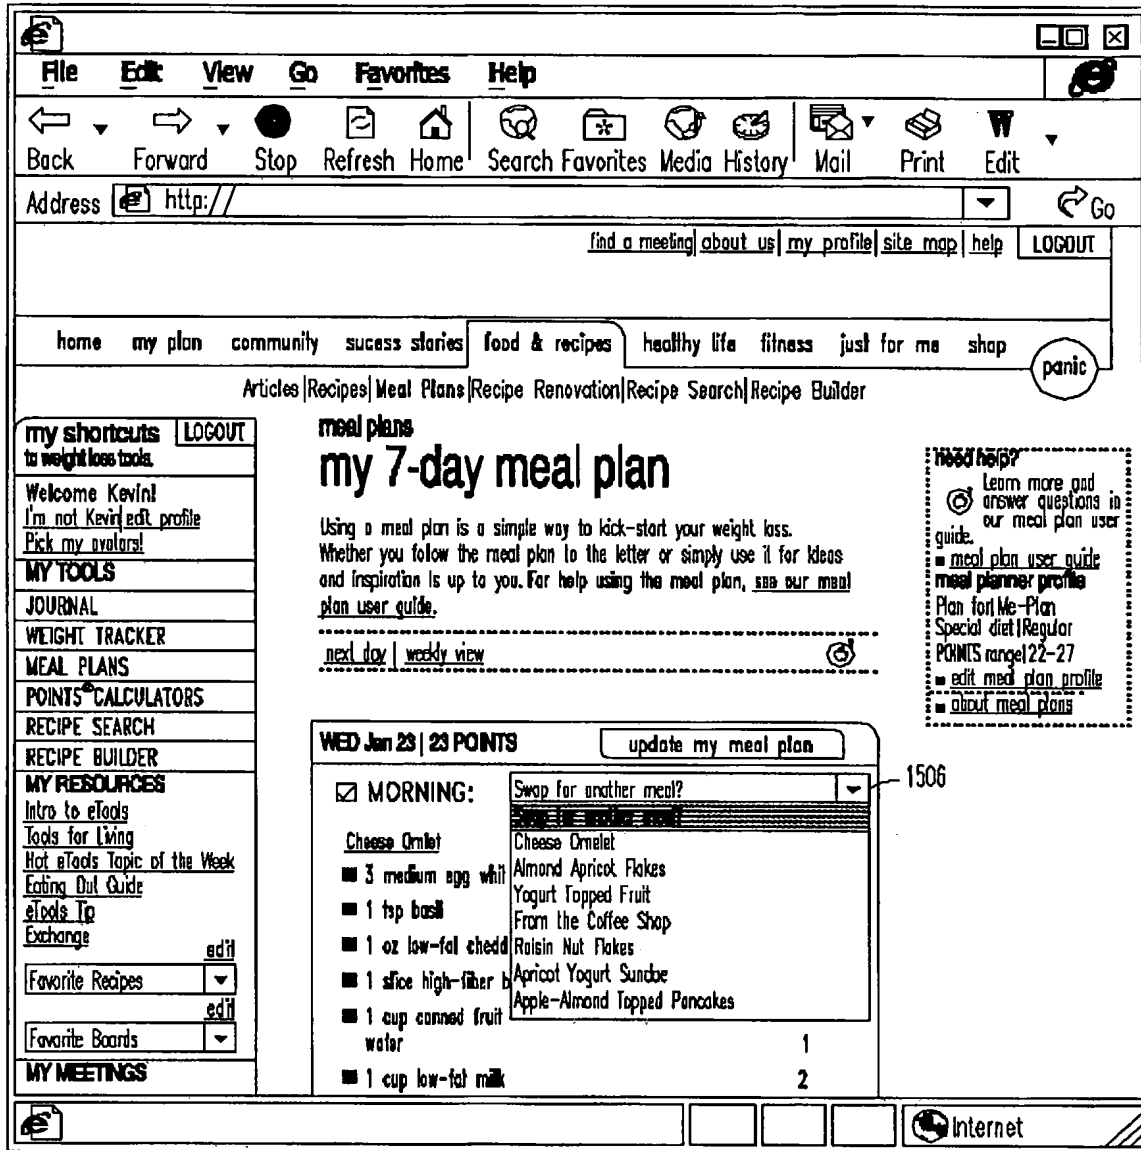 File Edit View Go Favorites Help
Back Forward Stop Refresh Home Search Favorites Media History Mail Print Edit
Address http:// Go
find a meeting| about us| my profile| site map| help LOGOUT
home my plan community sucess stories food & recipes healthy life fitness just for me shop
panic
Articles|Recipes|Meal Plans|Recipe Renovation|Recipe Search|Recipe Builder
my shortcuts LOGOUT
to weight loss tools.
Welcome Kevin!
I'm not Kevin|edit profile
Pick my avatars!
MY TOOLS
JOURNAL
WEIGHT TRACKER
MEAL PLANS
POINTS® CALCULATORS
RECIPE SEARCH
RECIPE BUILDER
MY RESOURCES
Intro to eTools
Tools for Living
Hot eTools Topic of the Week
Eating Out Guide
eTools Tip
Exchange
edit
Favorite Recipes
edit
Favorite Boards
MY MEETINGS
meal plans
my 7-day meal plan
Using a meal plan is a simple way to kick-start your weight loss.
Whether you follow the meal plan to the letter or simply use it for ideas
and inspiration is up to you. For help using the meal plan, see our meal
plan user guide.
next day | weekly view
WED Jan 23 | 23 POINTS update my meal plan
MORNING: Swap for another meal? 1506
Swap for another meal?
Cheese Omelet
Almond Apricot Flakes
Yogurt Topped Fruit
From the Coffee Shop
Raisin Nut Flakes
Apricot Yogurt Sundae
Apple-Almond Topped Pancakes
Cheese Omlet
3 medium egg whit
1 tsp basil
1 oz low-fat chedd
1 slice high-fiber b
1 cup canned fruit
water 1
1 cup low-fat milk 2
need help?
Learn more and
answer questions in
our meal plan user
guide.
meal plan user guide
meal planner profile
Plan for|Me-Plan
Special diet|Regular
POINTS range|22-27
edit meal plan profile
about meal plans
Internet